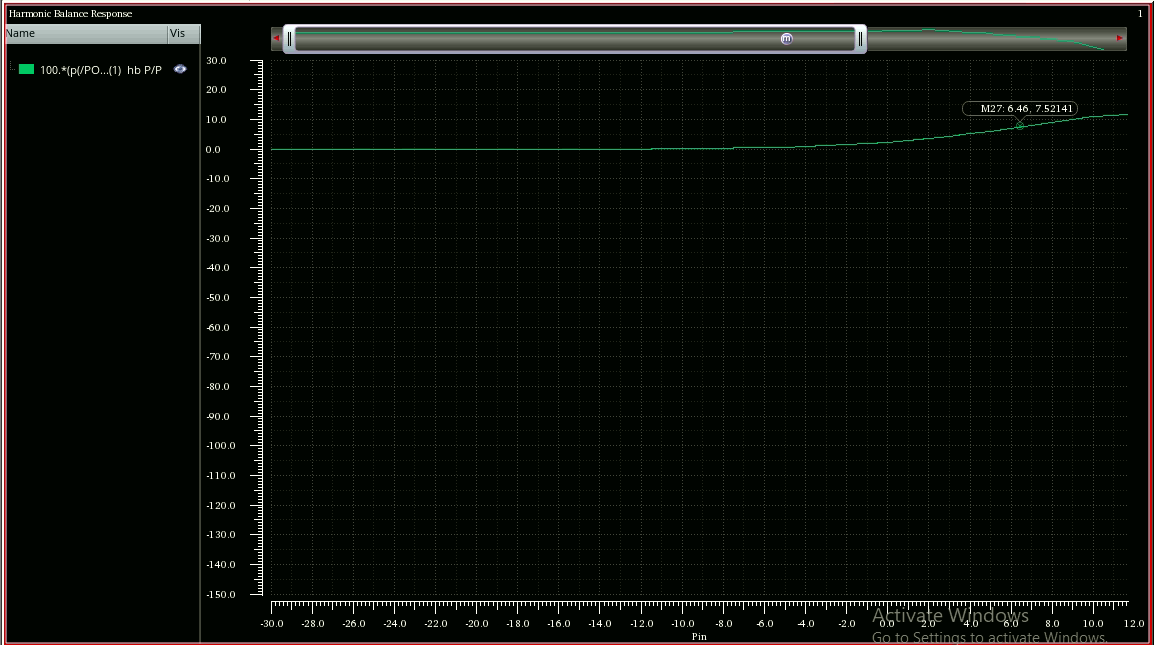 Harmonic Balance Response
1
Name Vis
100.*(p(/PO...(1) hb P/P
m
M27: 6.46, 7.52141
30.0
20.0
10.0
0.0
-10.0
-20.0
-30.0
-40.0
-50.0
-60.0
-70.0
-80.0
-90.0
-100.0
-110.0
-120.0
-130.0
-140.0
-150.0
-30.0 -28.0 -26.0 -24.0 -22.0 -20.0 -18.0 -16.0 -14.0 -12.0 -10.0 -8.0 -6.0 -4.0 -2.0 0.0 2.0 4.0 6.0 8.0 10.0 12.0
Pin
Activate Windows
Go to Settings to activate Windows.